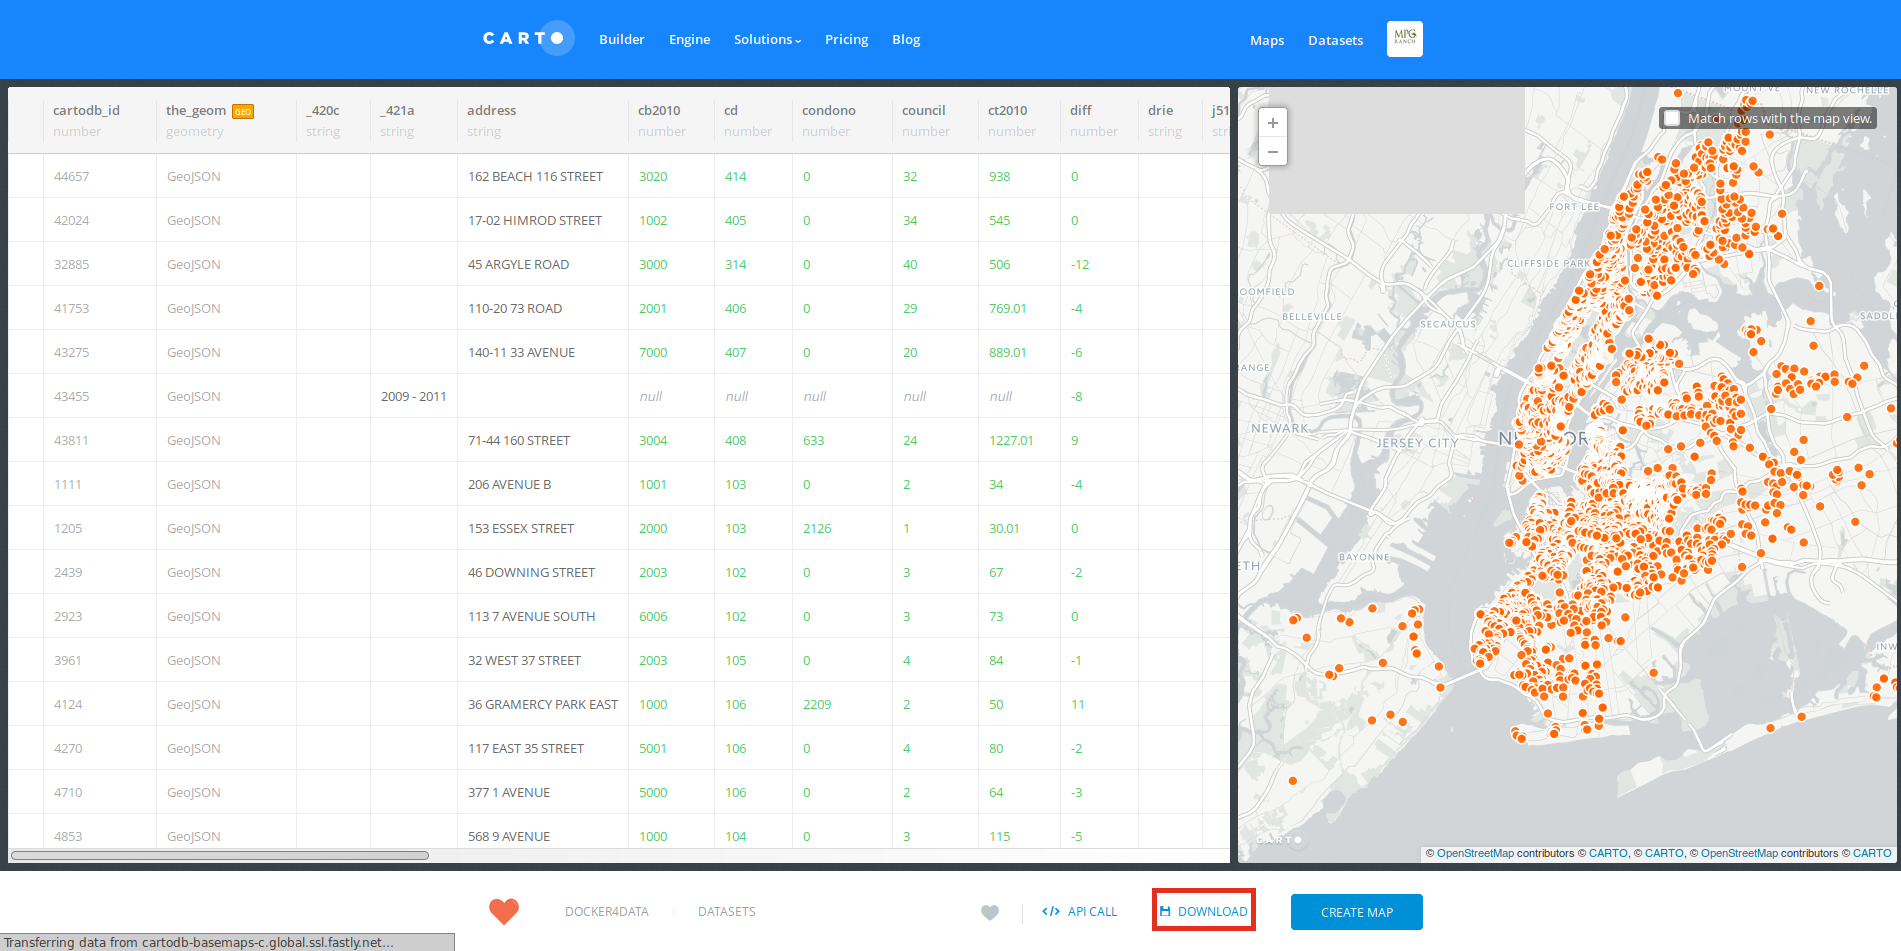 CARTO Builder Engine Solutions Pricing Blog Maps Datasets MPG RANCH
cartodb_id the_geom GEO _420c _421a address cb2010 cd condono council ct2010 diff drie j51
number geometry string string string number number number number number number string stri
44657 GeoJSON 162 BEACH 116 STREET 3020 414 0 32 938 0
42024 GeoJSON 17-02 HIMROD STREET 1002 405 0 34 545 0
32885 GeoJSON 45 ARGYLE ROAD 3000 314 0 40 506 -12
41753 GeoJSON 110-20 73 ROAD 2001 406 0 29 769.01 -4
43275 GeoJSON 140-11 33 AVENUE 7000 407 0 20 889.01 -6
43455 GeoJSON 2009 - 2011 null null null null null -8
43811 GeoJSON 71-44 160 STREET 3004 408 633 24 1227.01 9
1111 GeoJSON 206 AVENUE B 1001 103 0 2 34 -4
1205 GeoJSON 153 ESSEX STREET 2000 103 2126 1 30.01 0
2439 GeoJSON 46 DOWNING STREET 2003 102 0 3 67 -2
2923 GeoJSON 113 7 AVENUE SOUTH 6006 102 0 3 73 0
3961 GeoJSON 32 WEST 37 STREET 2003 105 0 4 84 -1
4124 GeoJSON 36 GRAMERCY PARK EAST 1000 106 2209 2 50 11
4270 GeoJSON 117 EAST 35 STREET 5001 106 0 4 80 -2
4710 GeoJSON 377 1 AVENUE 5000 106 0 2 64 -3
4853 GeoJSON 568 9 AVENUE 1000 104 0 3 115 -5
+
−
MOUNT VE
NEW ROCHELLE
Match rows with the map view.
FORT LEE
CLIFFSIDE PARK
OOMFIELD
BELLEVILLE
SECAUCUS
SADDL
ANGE
NEWARK
JERSEY CITY
BAYONNE
ETH
INW
CARTO
© OpenStreetMap contributors © CARTO, © CARTO, © OpenStreetMap contributors © CARTO
DOCKER4DATA DATASETS </> API CALL DOWNLOAD CREATE MAP
Transferring data from cartodb-basemaps-c.global.ssl.fastly.net...